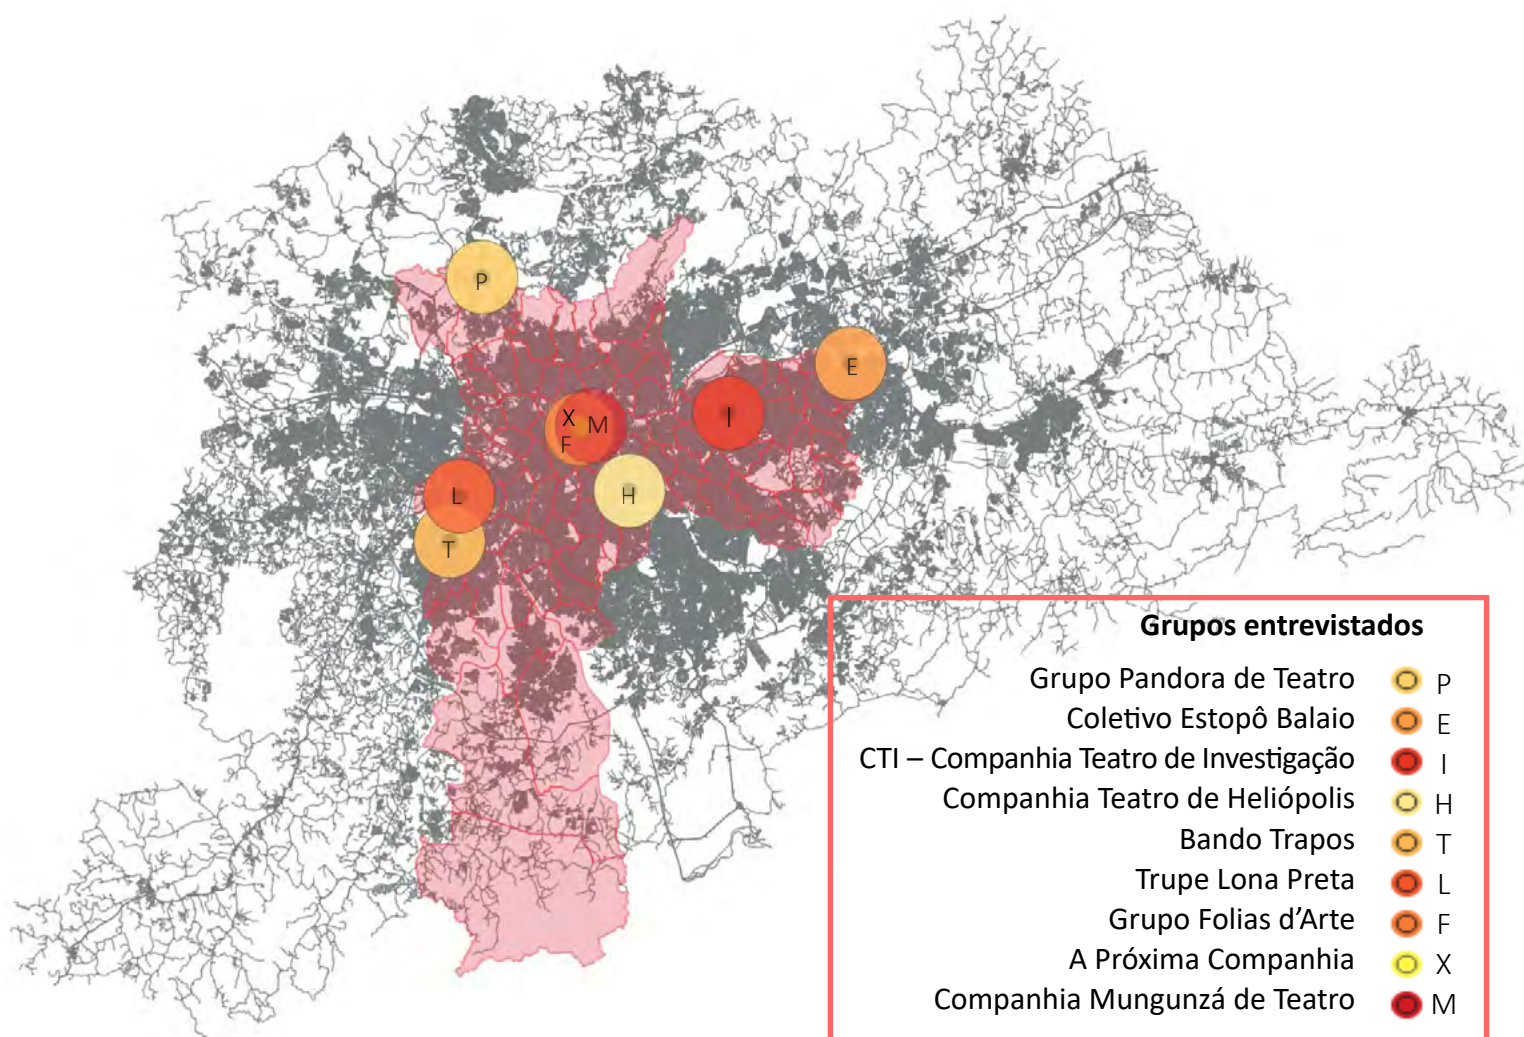 P
E
X
M
I
F
L
H
T
Grupos entrevistados
Grupo Pandora de Teatro P
Coletivo Estopô Balaio E
CTI – Companhia Teatro de Investigação I
Companhia Teatro de Heliópolis H
Bando Trapos T
Trupe Lona Preta L
Grupo Folias d’Arte F
A Próxima Companhia X
Companhia Mungunzá de Teatro M